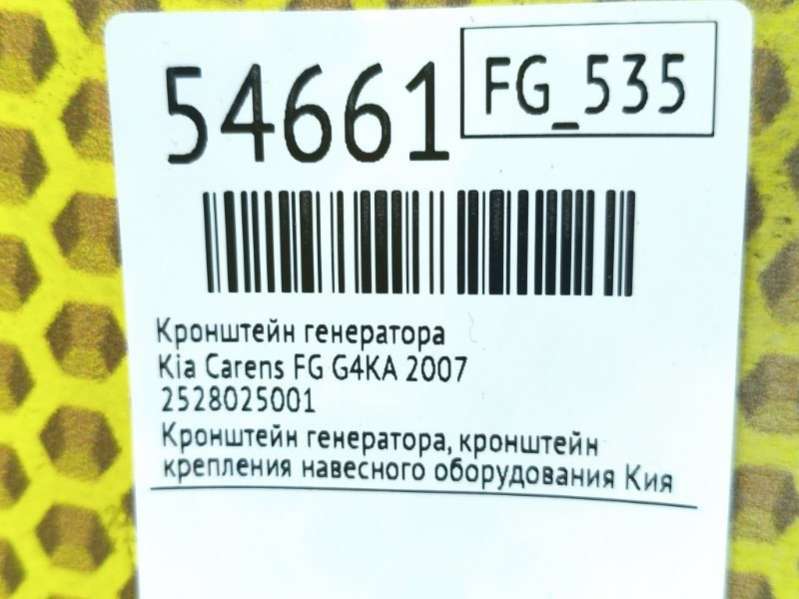 54661
FG_535
Кронштейн генератора
Kia Carens FG G4KA 2007
2528025001
Кронштейн генератора, кронштейн
крепления навесного оборудования Кия